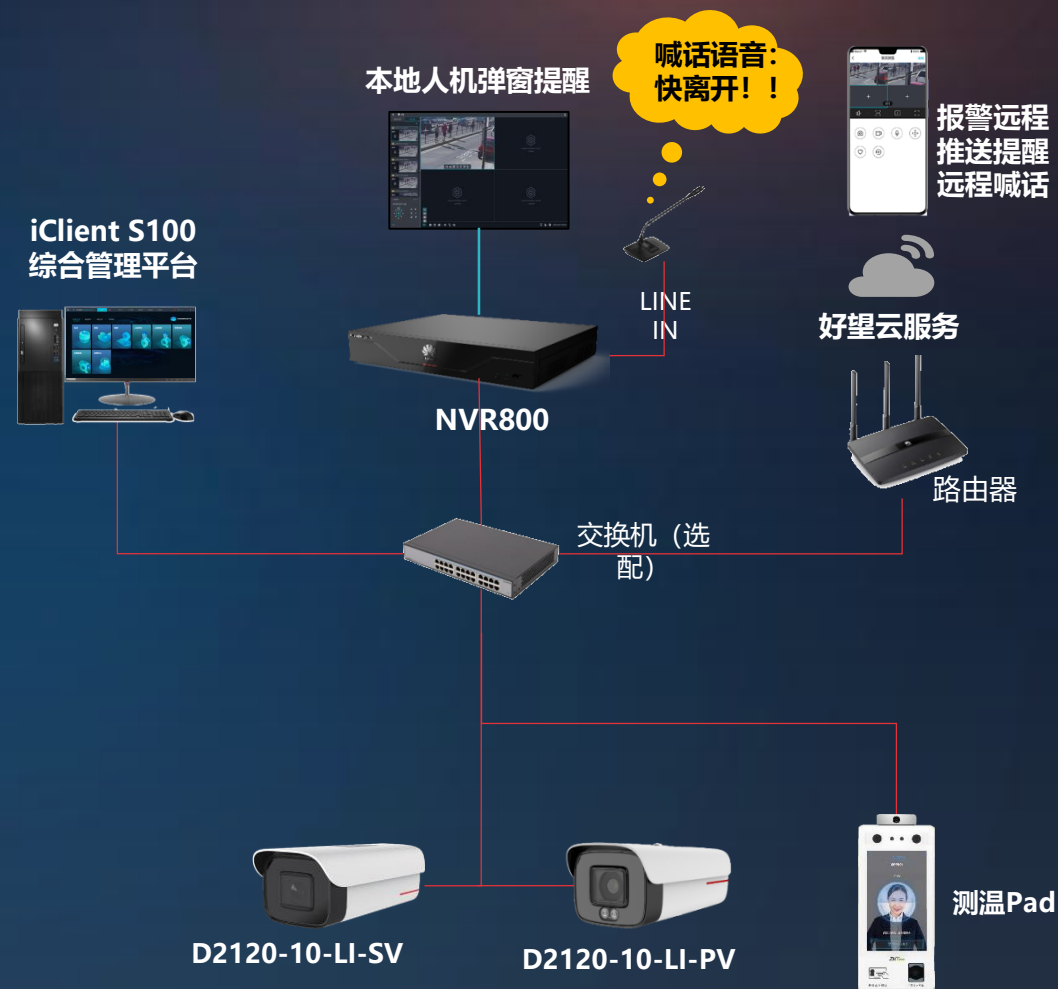 喊话语音：
快离开！！
本地人机弹窗提醒
报警远程
推送提醒
远程喊话
iClient S100
综合管理平台
LINE
IN
好望云服务
NVR800
路由器
交换机（选
配）
测温Pad
D2120-10-LI-SV
D2120-10-LI-PV